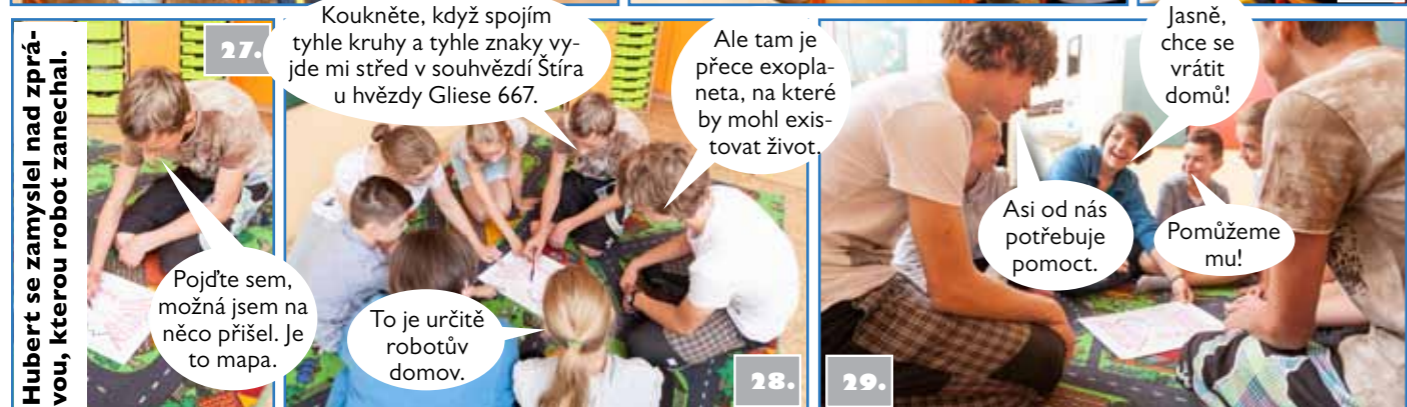 Hubert se zamyslel nad zprá-
vou, kterou robot zanechal.
27.
Pojďte sem,
možná jsem na
něco přišel. Je
to mapa.
Koukněte, když spojím
tyhle kruhy a tyhle znaky vy-
jde mi střed v souhvězdí Štíra
u hvězdy Gliese 667.
Ale tam je
přece exopla-
neta, na které
by mohl exis-
tovat život.
To je určitě
robotův
domov.
28.
Asi od nás
potřebuje
pomoct.
Jasně,
chce se
vrátit
domů!
Pomůžeme
mu!
29.